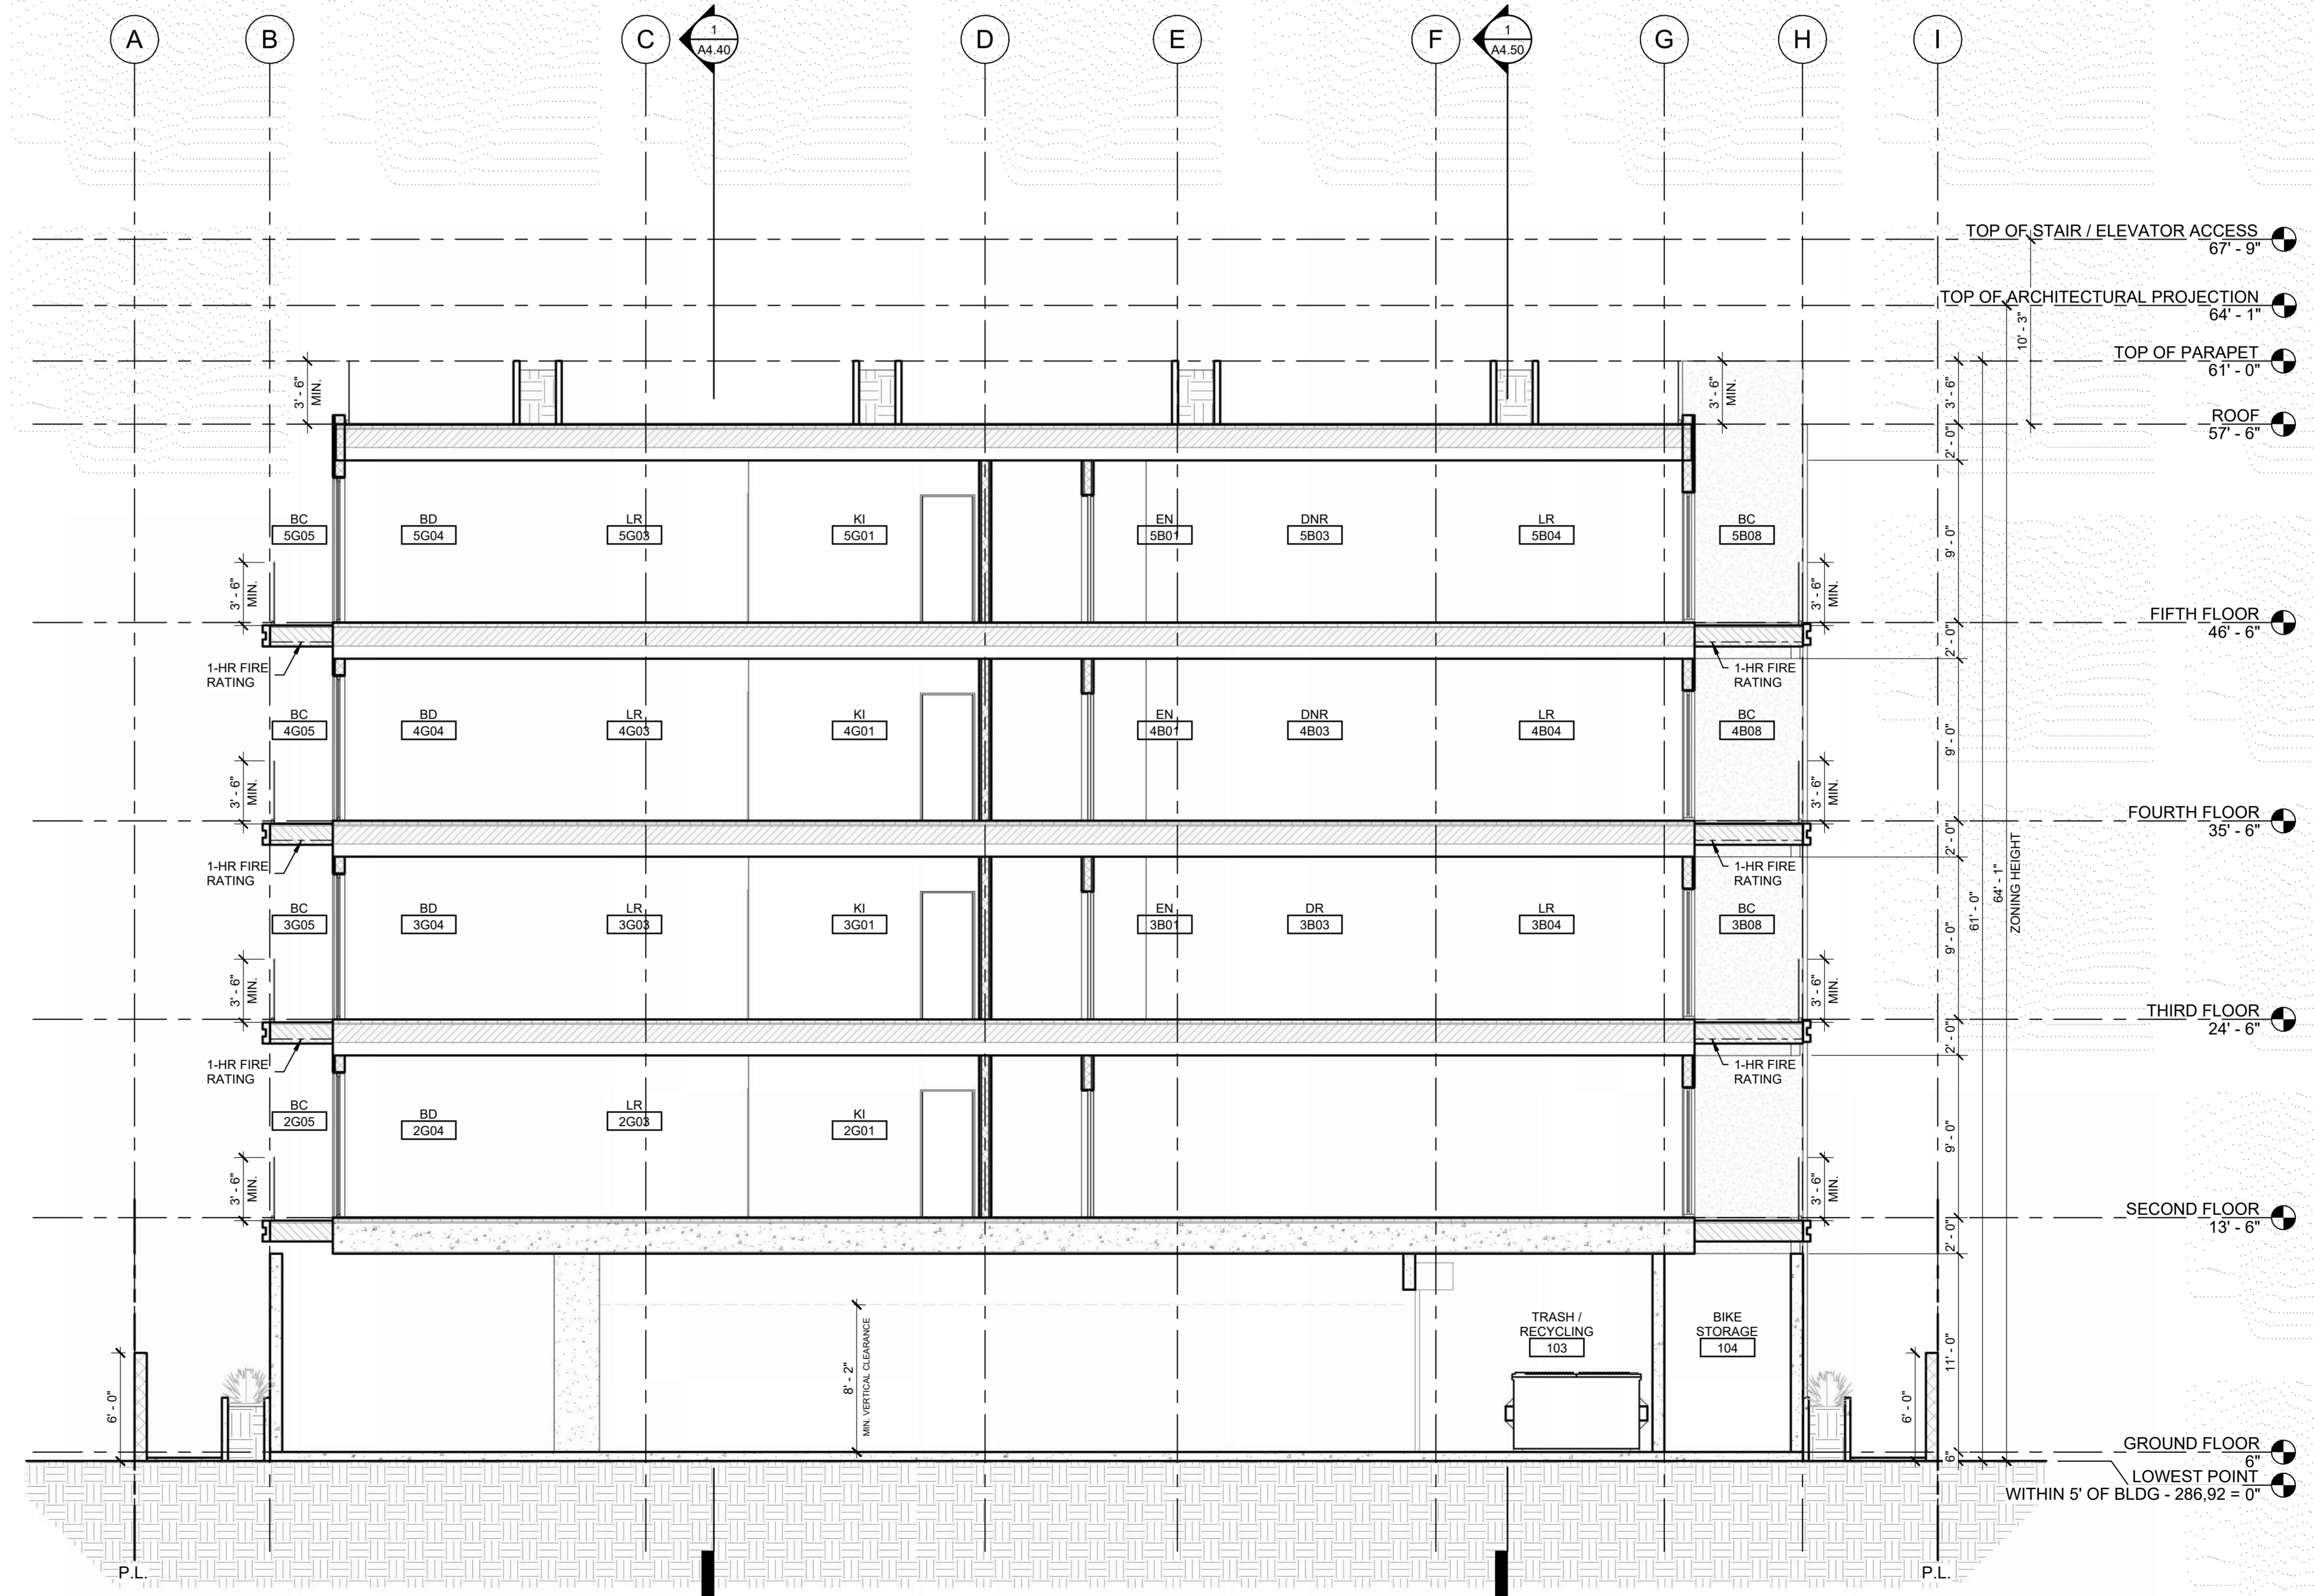 A
B
C
1
A4.40
D
E
F
1
A4.50
G
H
I
TOP OF STAIR / ELEVATOR ACCESS
67' - 9"
TOP OF ARCHITECTURAL PROJECTION
64' - 1"
10' - 3"
TOP OF PARAPET
61' - 0"
3' - 6"
MIN.
3' - 6"
MIN.
3' - 6"
ROOF
57' - 6"
2' - 0"
BC
5G05
BD
5G04
LR
5G03
KI
5G01
EN
5B01
DNR
5B03
LR
5B04
BC
5B08
9' - 0"
3' - 6"
MIN.
3' - 6"
MIN.
FIFTH FLOOR
46' - 6"
2' - 0"
1-HR FIRE
RATING
1-HR FIRE
RATING
BC
4G05
BD
4G04
LR
4G03
KI
4G01
EN
4B01
DNR
4B03
LR
4B04
BC
4B08
9' - 0"
3' - 6"
MIN.
3' - 6"
MIN.
FOURTH FLOOR
35' - 6"
2' - 0"
1-HR FIRE
RATING
1-HR FIRE
RATING
61' - 0"
64' - 1"
ZONING HEIGHT
BC
3G05
BD
3G04
LR
3G03
KI
3G01
EN
3B01
DR
3B03
LR
3B04
BC
3B08
9' - 0"
3' - 6"
MIN.
3' - 6"
MIN.
THIRD FLOOR
24' - 6"
2' - 0"
1-HR FIRE
RATING
1-HR FIRE
RATING
BC
2G05
BD
2G04
LR
2G03
KI
2G01
9' - 0"
3' - 6"
MIN.
3' - 6"
MIN.
SECOND FLOOR
13' - 6"
2' - 0"
8' - 2"
MIN. VERTICAL CLEARANCE
TRASH /
RECYCLING
103
BIKE
STORAGE
104
11' - 0"
6' - 0"
6' - 0"
GROUND FLOOR
6"
6"
LOWEST POINT
WITHIN 5' OF BLDG - 286,92 = 0"
P.L.
P.L.